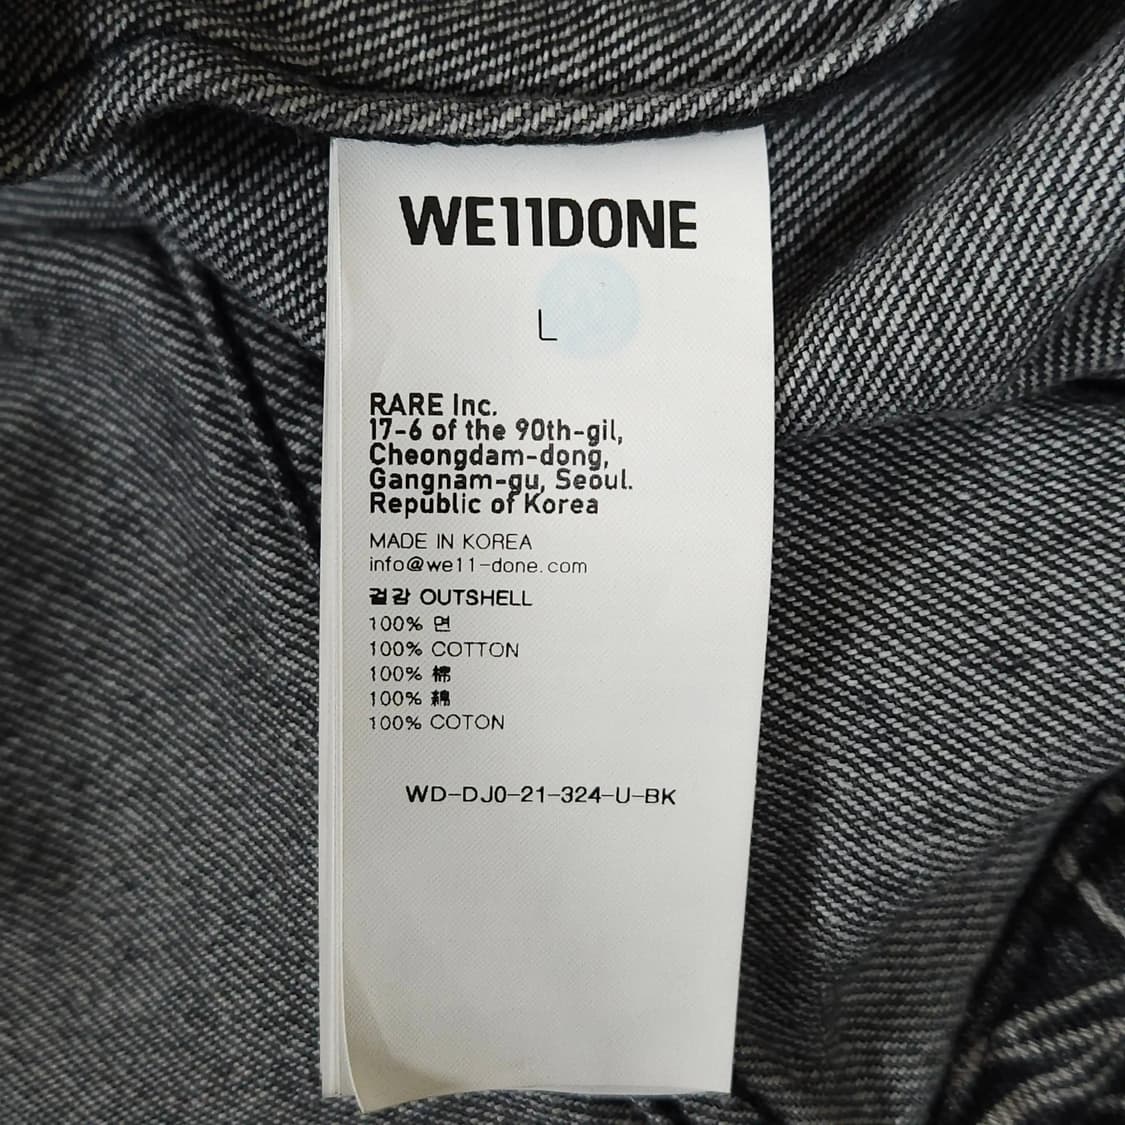 WE11DONE
L
RARE Inc.
17-6 of the 90th-gil,
Cheongdam-dong,
Gangnam-gu, Seoul.
Republic of Korea
MADE IN KOREA
info@we11-done.com
겉감 OUTSHELL
100% 면
100% COTTON
100% 棉
100% 綿
100% COTON
WD-DJ0-21-324-U-BK